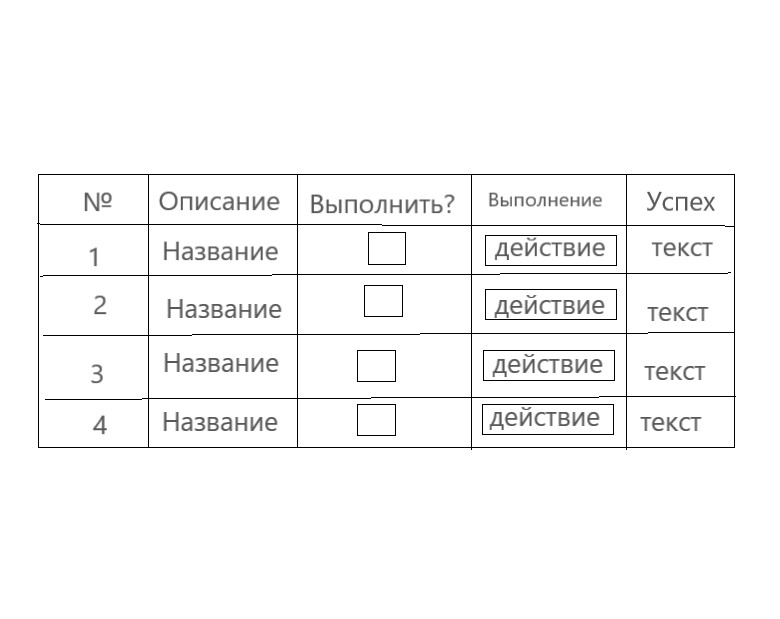 № Описание Выполнить? Выполнение Успех
1 Название действие текст
2 Название действие текст
3 Название действие текст
4 Название действие текст